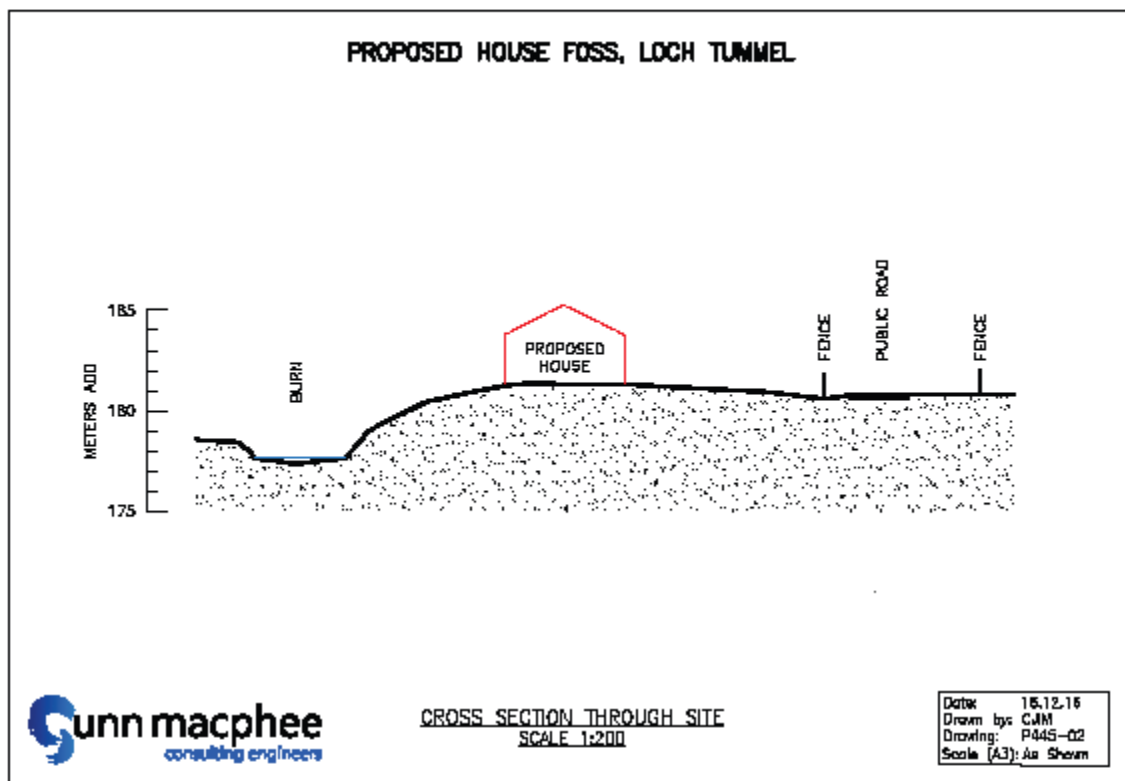 PROPOSED HOUSE FOSS, LOCH TUMMEL
185
180
175
METERS AOD
BURN
PROPOSED
HOUSE
FENCE
PUBLIC ROAD
FENCE
Gunn macphee
consulting engineers
CROSS SECTION THROUGH SITE
SCALE 1:200
Date: 16.12.16
Drawn by: CJM
Drawing: P445-02
Scale (A3): As Shown